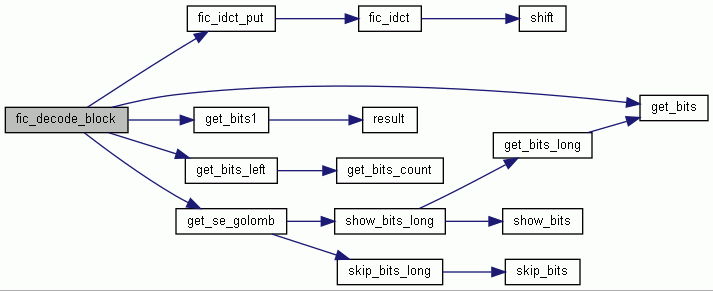 fic_idct_put
fic_idct
shift
get_bits
fic_decode_block
get_bits1
result
get_bits_long
get_bits_left
get_bits_count
get_se_golomb
show_bits_long
show_bits
skip_bits_long
skip_bits